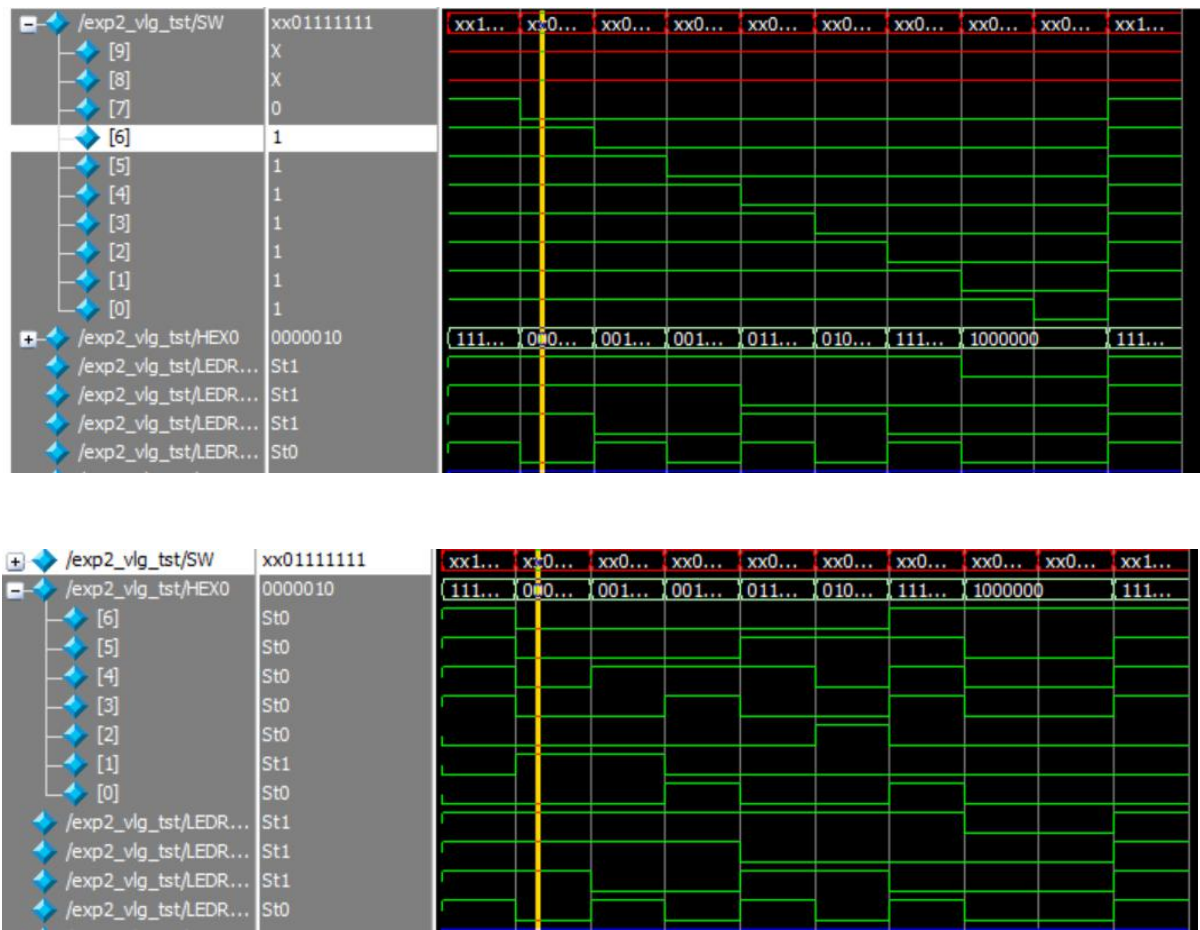 /exp2_vlg_tst/SW xx01111111 xx1... xx0... xx0... xx0... xx0... xx0... xx0... xx0... xx0... xx1...
[9] X
[8] X
[7] 0
[6] 1
[5] 1
[4] 1
[3] 1
[2] 1
[1] 1
[0] 1
/exp2_vlg_tst/HEX0 0000010 111... 000... 001... 001... 011... 010... 111... 1000000 111...
/exp2_vlg_tst/LEDR... St1
/exp2_vlg_tst/LEDR... St1
/exp2_vlg_tst/LEDR... St1
/exp2_vlg_tst/LEDR... St0
/exp2_vlg_tst/SW xx01111111 xx1... xx0... xx0... xx0... xx0... xx0... xx0... xx0... xx0... xx1...
/exp2_vlg_tst/HEX0 0000010 111... 000... 001... 001... 011... 010... 111... 1000000 111...
[6] St0
[5] St0
[4] St0
[3] St0
[2] St0
[1] St1
[0] St0
/exp2_vlg_tst/LEDR... St1
/exp2_vlg_tst/LEDR... St1
/exp2_vlg_tst/LEDR... St1
/exp2_vlg_tst/LEDR... St0